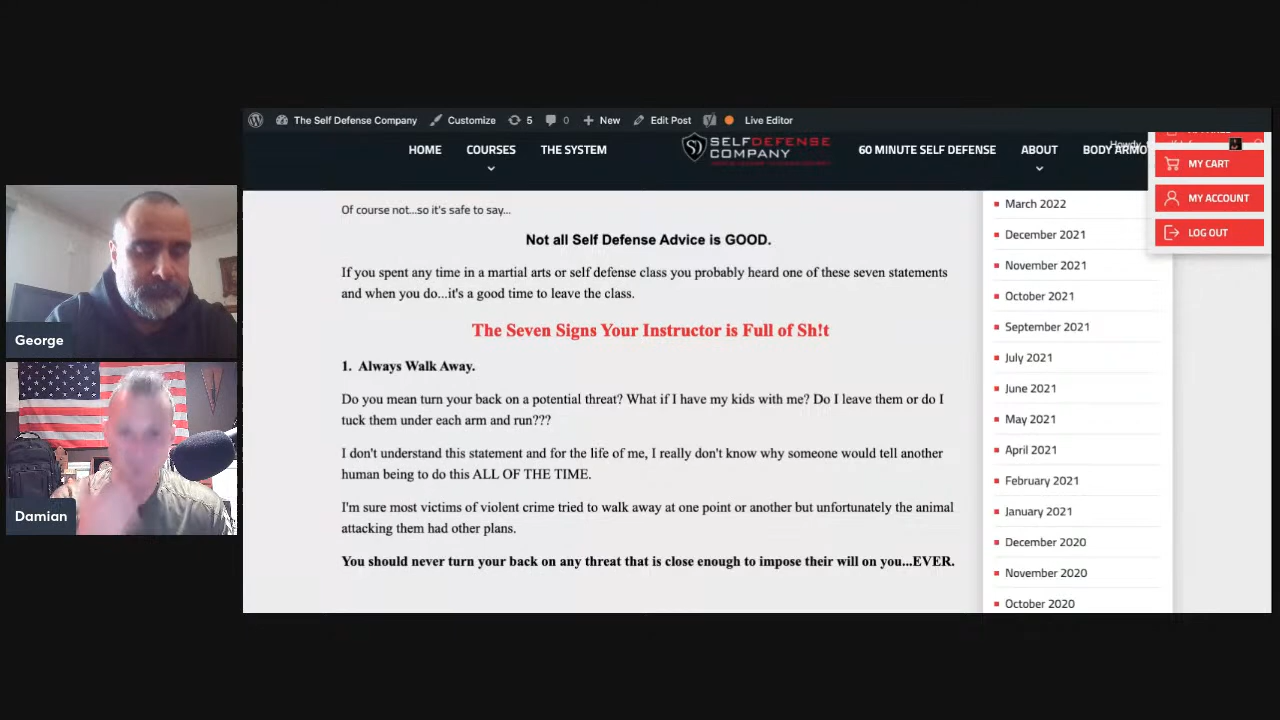 The Self Defense Company Customize 5 0 New Edit Post Live Editor
HOME COURSES THE SYSTEM SELFDEFENSE COMPANY 60 MINUTE SELF DEFENSE ABOUT BODY ARMO
Howdy,
MY CART
MY ACCOUNT
LOG OUT
Of course not...so it's safe to say...
Not all Self Defense Advice is GOOD.
If you spent any time in a martial arts or self defense class you probably heard one of these seven statements
and when you do...it's a good time to leave the class.
The Seven Signs Your Instructor is Full of Sh!t
1. Always Walk Away.
Do you mean turn your back on a potential threat? What if I have my kids with me? Do I leave them or do I
tuck them under each arm and run???
I don't understand this statement and for the life of me, I really don't know why someone would tell another
human being to do this ALL OF THE TIME.
I'm sure most victims of violent crime tried to walk away at one point or another but unfortunately the animal
attacking them had other plans.
You should never turn your back on any threat that is close enough to impose their will on you...EVER.
March 2022
December 2021
November 2021
October 2021
September 2021
July 2021
June 2021
May 2021
April 2021
February 2021
January 2021
December 2020
November 2020
October 2020
George
Damian